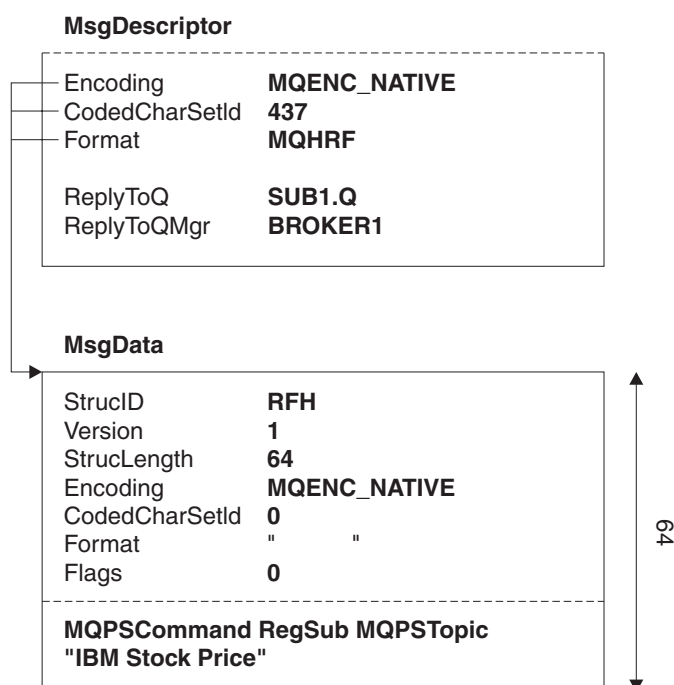 MsgDescriptor
Encoding MQENC_NATIVE
CodedCharSetId 437
Format MQHRF
ReplyToQ SUB1.Q
ReplyToQMgr BROKER1
MsgData
StrucID RFH
Version 1
StrucLength 64
Encoding MQENC_NATIVE
CodedCharSetId 0
Format " "
Flags 0
64
MQPSCommand RegSub MQPSTopic
"IBM Stock Price"